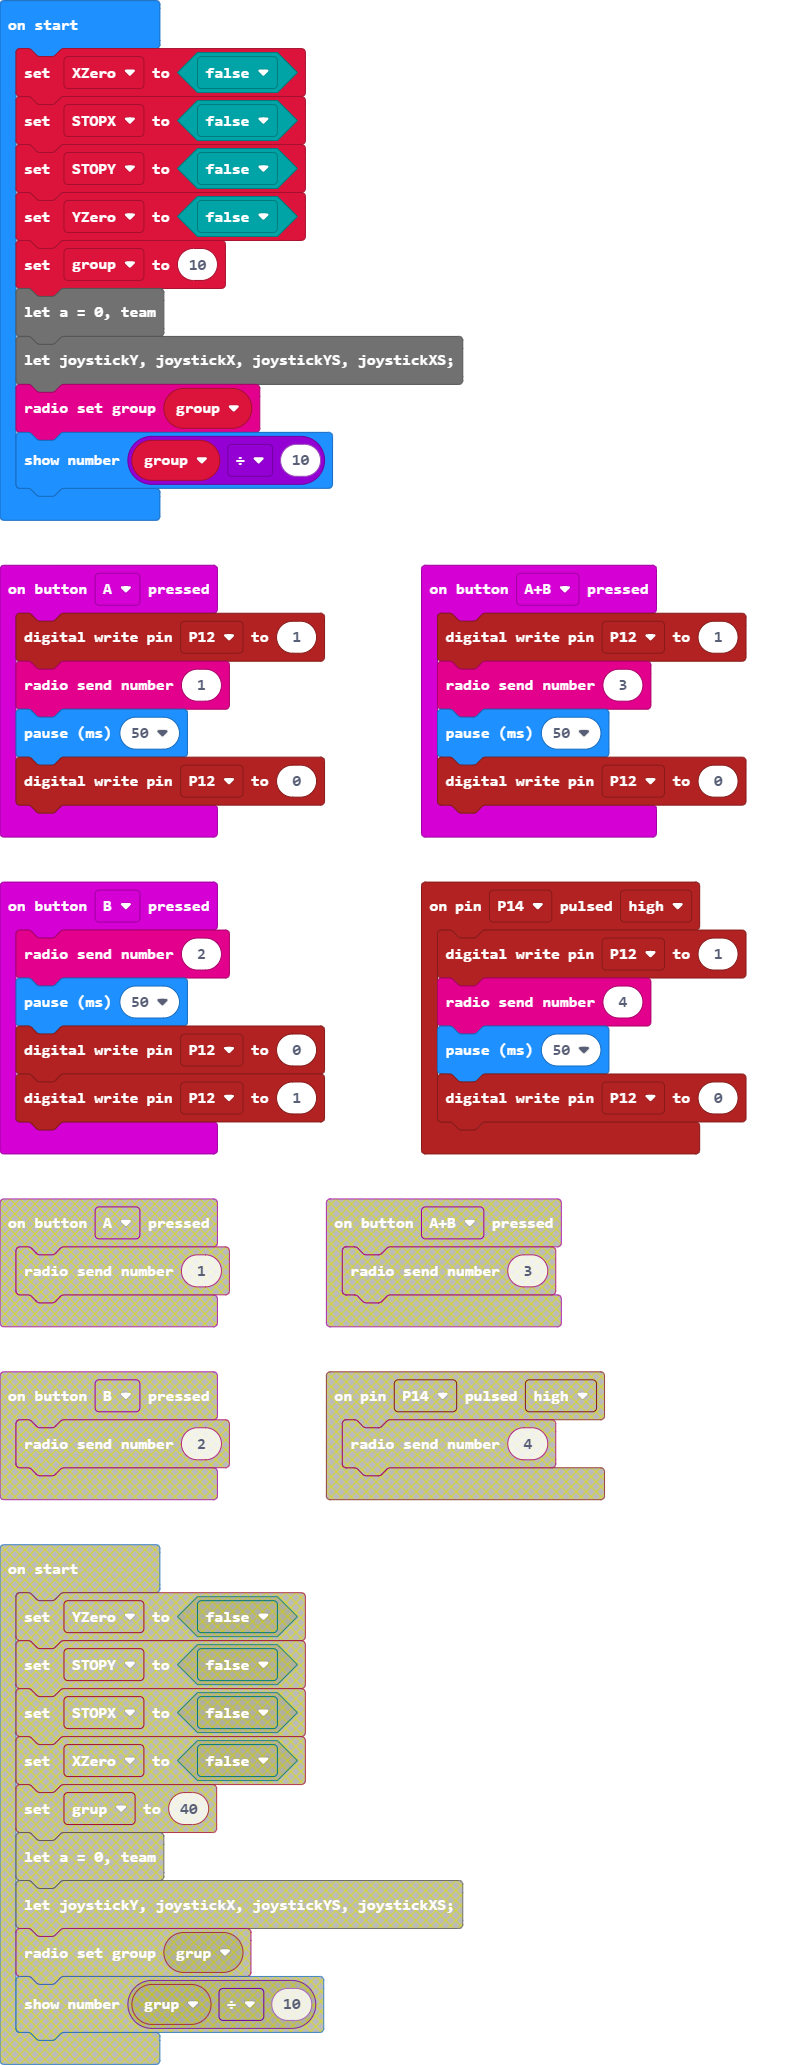 on start
set XZero to false
set STOPX to false
set STOPY to false
set YZero to false
set group to 10
let a = 0, team
let joystickY, joystickX, joystickYS, joystickXS;
radio set group group
show number group ÷ 10
on button A pressed
digital write pin P12 to 1
radio send number 1
pause (ms) 50
digital write pin P12 to 0
on button A+B pressed
digital write pin P12 to 1
radio send number 3
pause (ms) 50
digital write pin P12 to 0
on button B pressed
radio send number 2
pause (ms) 50
digital write pin P12 to 0
digital write pin P12 to 1
on pin P14 pulsed high
digital write pin P12 to 1
radio send number 4
pause (ms) 50
digital write pin P12 to 0
on button A pressed
radio send number 1
on button A+B pressed
radio send number 3
on button B pressed
radio send number 2
on pin P14 pulsed high
radio send number 4
on start
set YZero to false
set STOPY to false
set STOPX to false
set XZero to false
set grup to 40
let a = 0, team
let joystickY, joystickX, joystickYS, joystickXS;
radio set group grup
show number grup ÷ 10